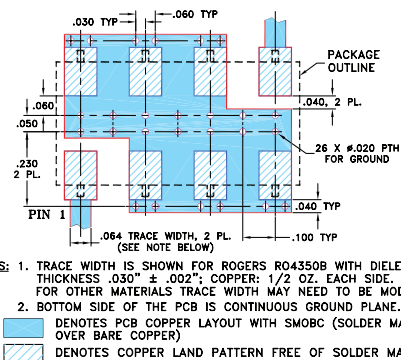 .030 TYP
.060 TYP
PACKAGE
OUTLINE
.060
.040, 2 PL.
.050
26 X ø.020 PTH
FOR GROUND
.230
2 PL.
PIN 1
.040 TYP
.064 TRACE WIDTH, 2 PL.
(SEE NOTE BELOW)
.100 TYP
S: 1. TRACE WIDTH IS SHOWN FOR ROGERS RO4350B WITH DIELE
THICKNESS .030" ± .002"; COPPER: 1/2 OZ. EACH SIDE.
FOR OTHER MATERIALS TRACE WIDTH MAY NEED TO BE MOD
2. BOTTOM SIDE OF THE PCB IS CONTINUOUS GROUND PLANE.
DENOTES PCB COPPER LAYOUT WITH SMOBC (SOLDER MA
OVER BARE COPPER)
DENOTES COPPER LAND PATTERN FREE OF SOLDER MA